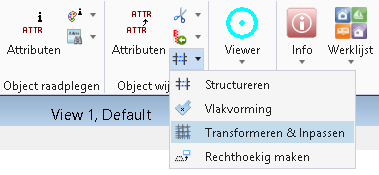 i
ATTR
Attributen
i
ATTR
ATTR
Attributen
Viewer
i
Info
Werklijst
Object raadplegen
Object wij
View 1, Default
Structureren
Vlakvorming
Transformeren & Inpassen
Rechthoekig maken